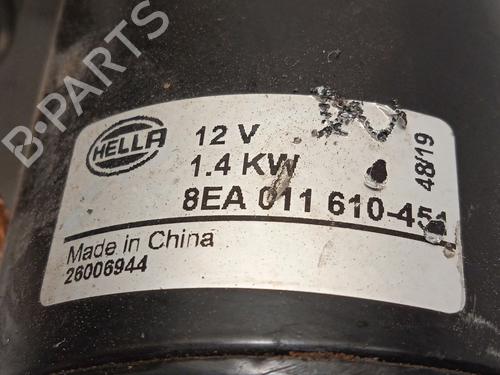 B-PARTS
HELLA
12 V
1.4 KW
8EA 011 610-451
48/19
Made in China
26006944